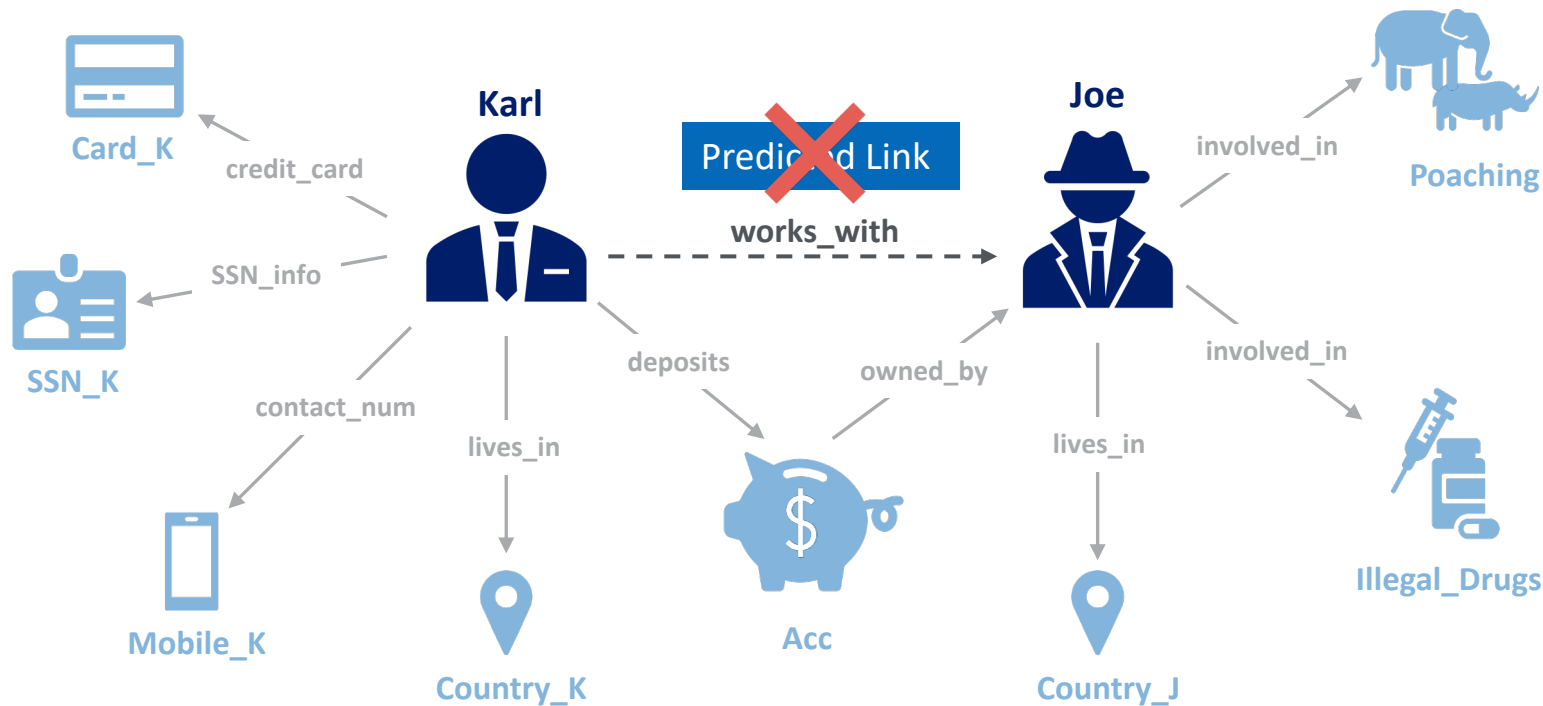 Karl
Joe
Card_K
credit_card
Predicted Link
involved_in
Poaching
works_with
SSN_info
SSN_K
deposits
owned_by
involved_in
contact_num
lives_in
lives_in
$
Mobile_K
Acc
Illegal_Drugs
Country_K
Country_J